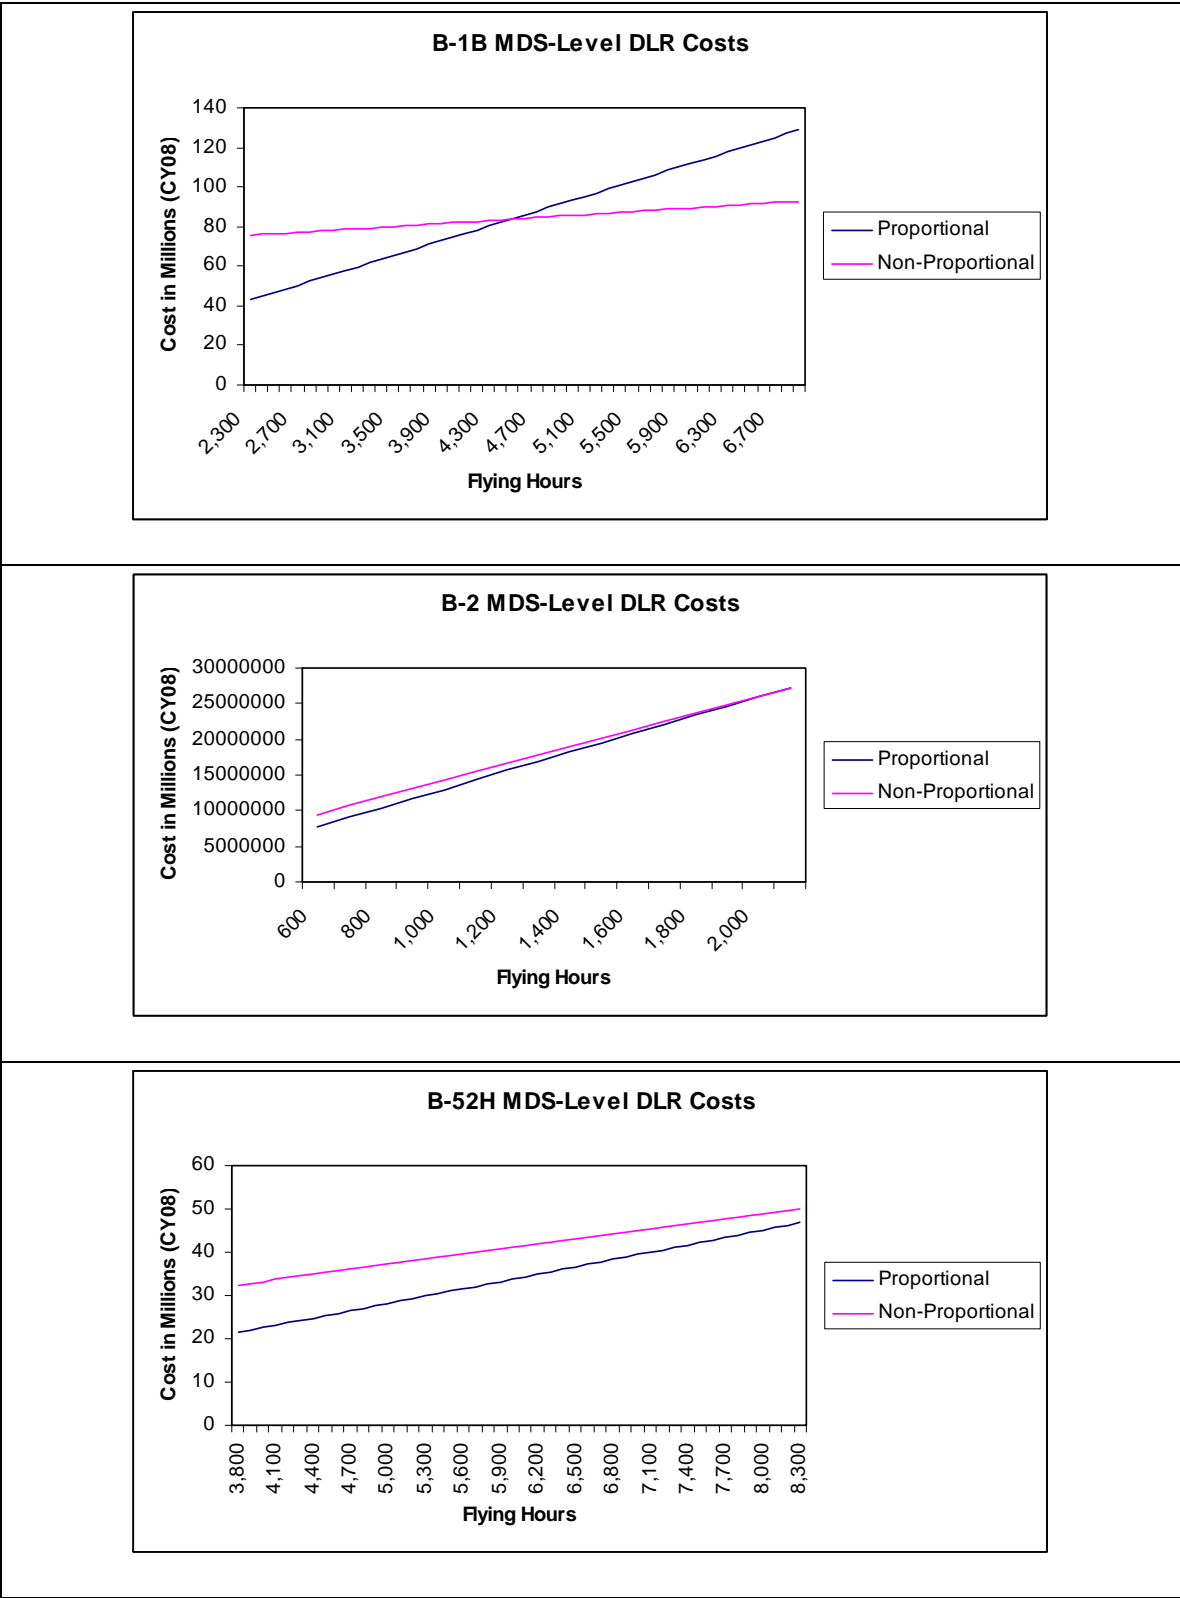 B-1B MDS-Level DLR Costs
Cost in Millions (CY08)
140
120
100
80
60
40
20
0
2,300 2,700 3,100 3,500 3,900 4,300 4,700 5,100 5,500 5,900 6,300 6,700
Flying Hours
Proportional
Non-Proportional
B-2 MDS-Level DLR Costs
Cost in Millions (CY08)
30000000
25000000
20000000
15000000
10000000
5000000
0
600 800 1,000 1,200 1,400 1,600 1,800 2,000
Flying Hours
Proportional
Non-Proportional
B-52H MDS-Level DLR Costs
Cost in Millions (CY08)
60
50
40
30
20
10
0
3,800 4,100 4,400 4,700 5,000 5,300 5,600 5,900 6,200 6,500 6,800 7,100 7,400 7,700 8,000 8,300
Flying Hours
Proportional
Non-Proportional